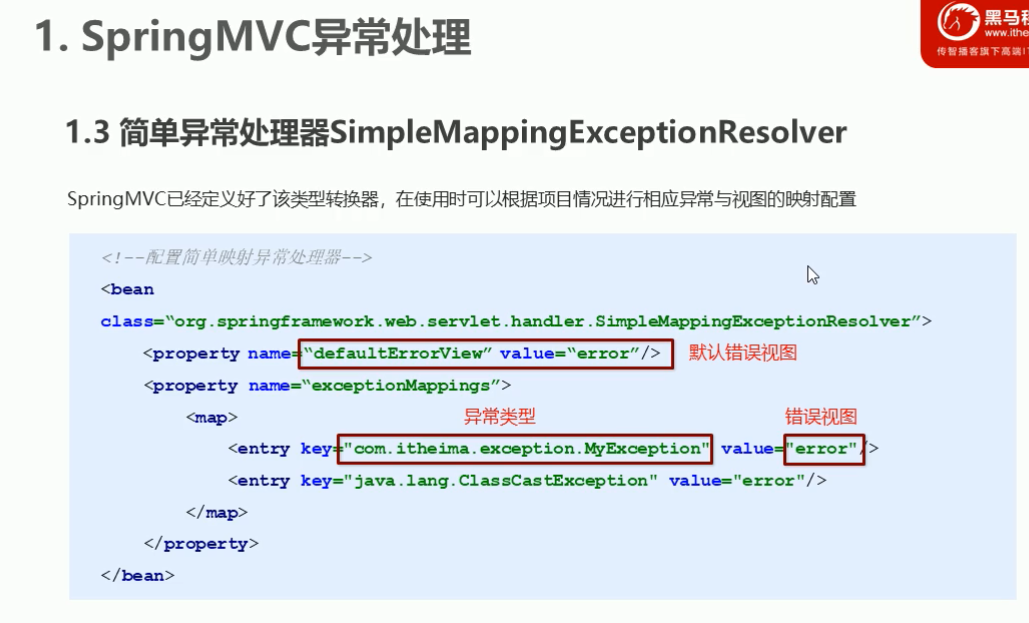 1. SpringMVC异常处理
黑马程
www.ithe
传智播客旗下高端I
1.3 简单异常处理器SimpleMappingExceptionResolver
SpringMVC已经定义好了该类型转换器，在使用时可以根据项目情况进行相应异常与视图的映射配置
<!--配置简单映射异常处理器-->
<bean
class=“org.springframework.web.servlet.handler.SimpleMappingExceptionResolver”>
<property name=“defaultErrorView” value=“error”/> 默认错误视图
<property name=“exceptionMappings”>
<map> 异常类型 错误视图
<entry key="com.itheima.exception.MyException" value="error"/>
<entry key="java.lang.ClassCastException" value="error"/>
</map>
</property>
</bean>